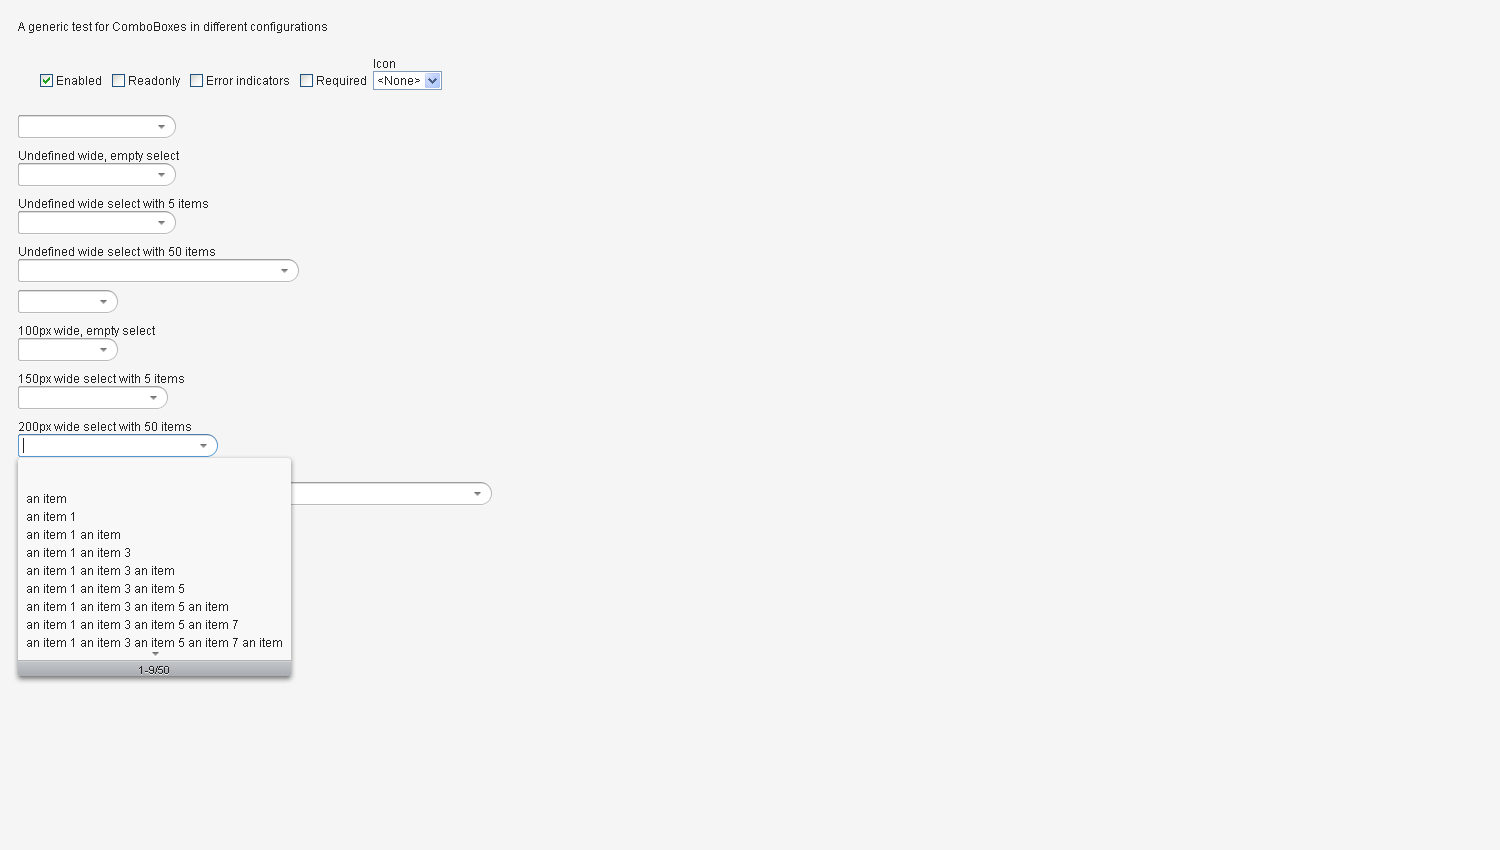 A generic test for ComboBoxes in different configurations
Icon
Enabled Readonly Error indicators Required <None>
Undefined wide, empty select
Undefined wide select with 5 items
Undefined wide select with 50 items
100px wide, empty select
150px wide select with 5 items
200px wide select with 50 items
an item
an item 1
an item 1 an item
an item 1 an item 3
an item 1 an item 3 an item
an item 1 an item 3 an item 5
an item 1 an item 3 an item 5 an item
an item 1 an item 3 an item 5 an item 7
an item 1 an item 3 an item 5 an item 7 an item
1-9/50